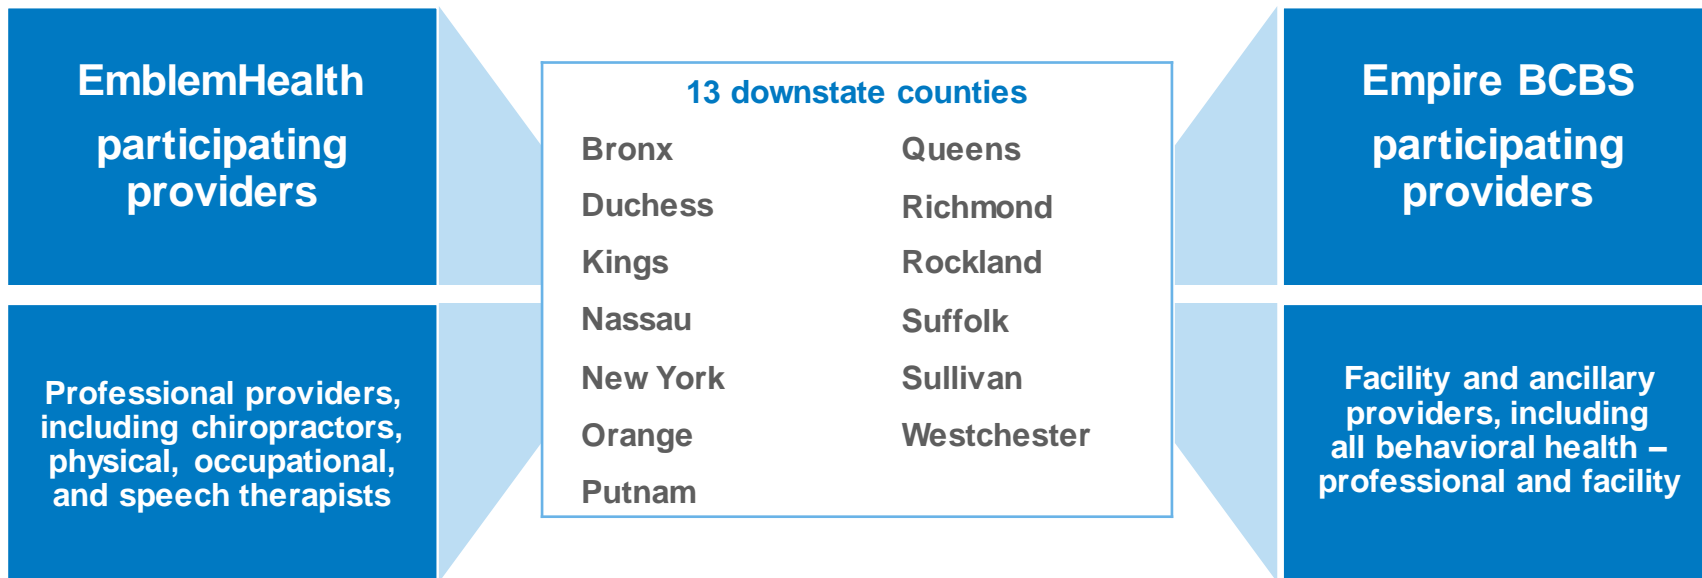 EmblemHealth
participating
providers
Professional providers,
including chiropractors,
physical, occupational,
and speech therapists
13 downstate counties
Bronx
Duchess
Kings
Nassau
New York
Orange
Putnam
Queens
Richmond
Rockland
Suffolk
Sullivan
Westchester
Empire BCBS
participating
providers
Facility and ancillary
providers, including
all behavioral health –
professional and facility